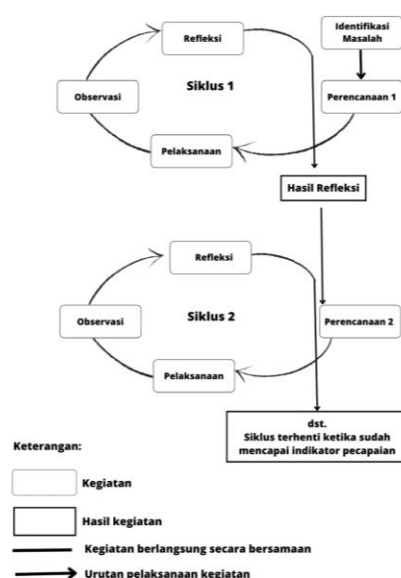 Identifikasi
Masalah
Refleksi
Siklus 1
Observasi
Perencanaan 1
Pelaksanaan
Hasil Refleksi
Refleksi
Siklus 2
Observasi
Perencanaan 2
Pelaksanaan
dst.
Siklus terhenti ketika sudah
mencapai indikator pecapaian
Keterangan:
Kegiatan
Hasil kegiatan
Kegiatan berlangsung secara bersamaan
Urutan pelaksanaan kegiatan